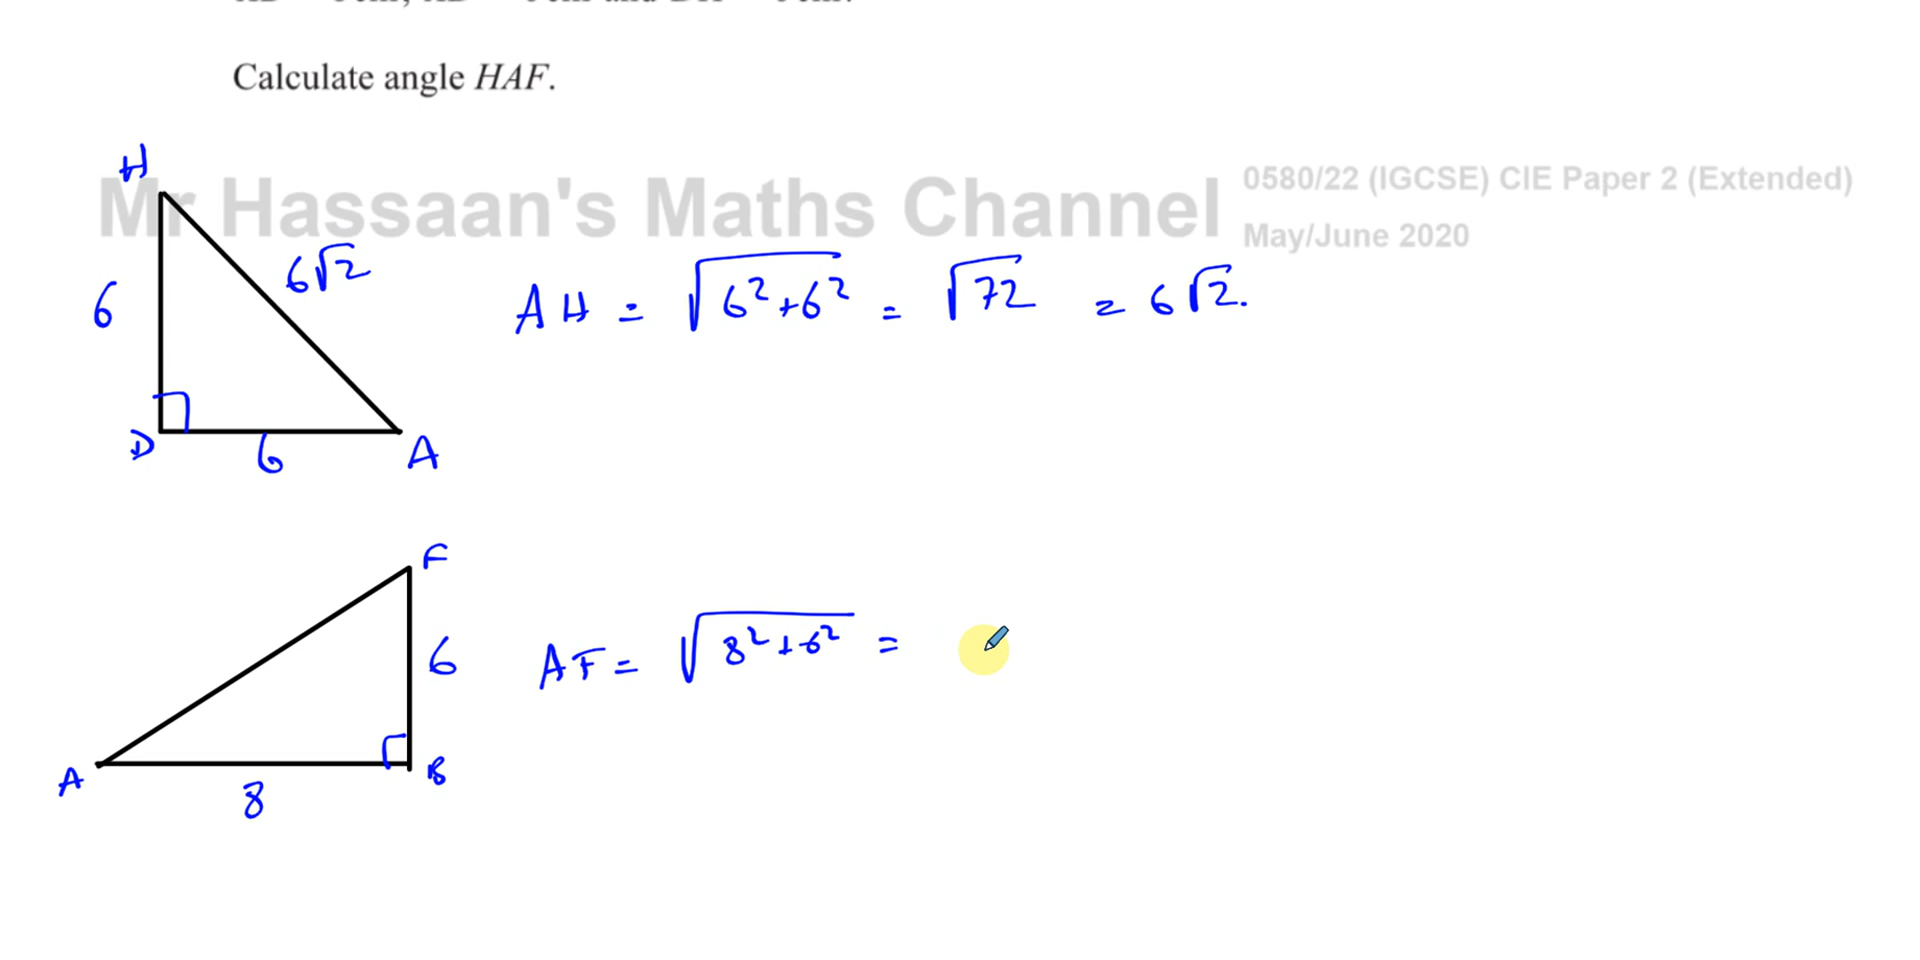 Calculate angle HAF.
H
Mr Hassaan's Maths Channel
0580/22 (IGCSE) CIE Paper 2 (Extended)
May/June 2020
6√2
6
AH = √6²+6² = √72 = 6√2.
D
6
A
F
6
AF = √8²+6² =
A
8
B